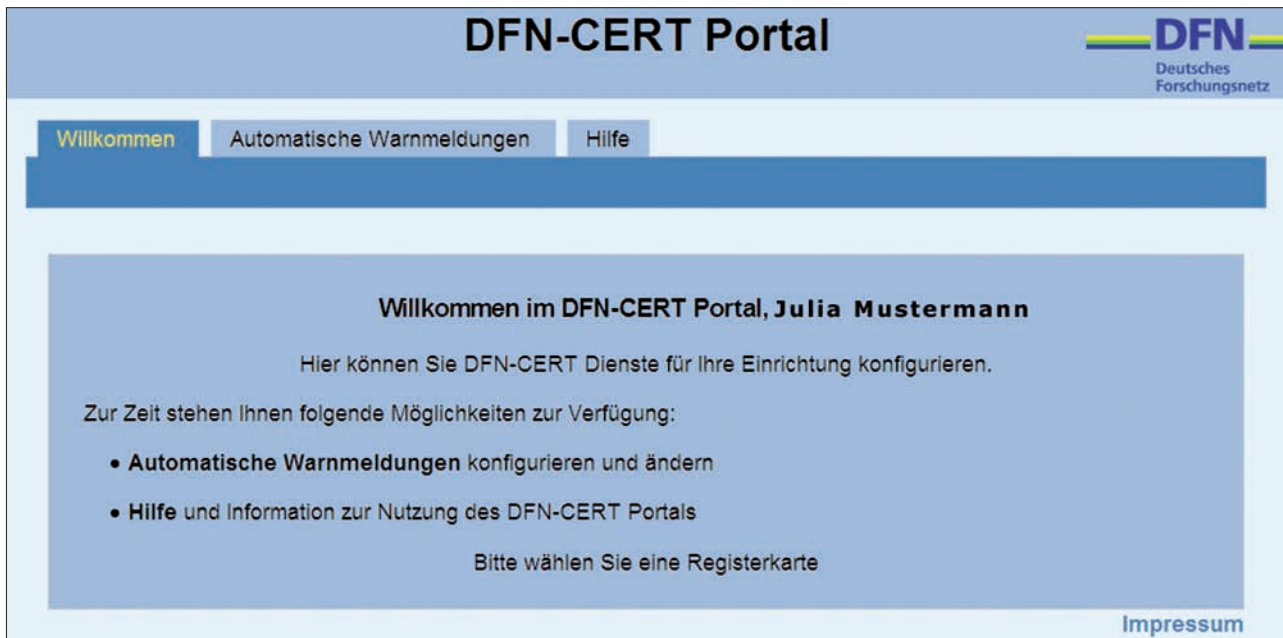 DFN-CERT Portal
DFN
Deutsches
Forschungsnetz
Willkommen
Automatische Warnmeldungen
Hilfe
Willkommen im DFN-CERT Portal, Julia Mustermann
Hier können Sie DFN-CERT Dienste für Ihre Einrichtung konfigurieren.
Zur Zeit stehen Ihnen folgende Möglichkeiten zur Verfügung:
• Automatische Warnmeldungen konfigurieren und ändern
• Hilfe und Information zur Nutzung des DFN-CERT Portals
Bitte wählen Sie eine Registerkarte
Impressum